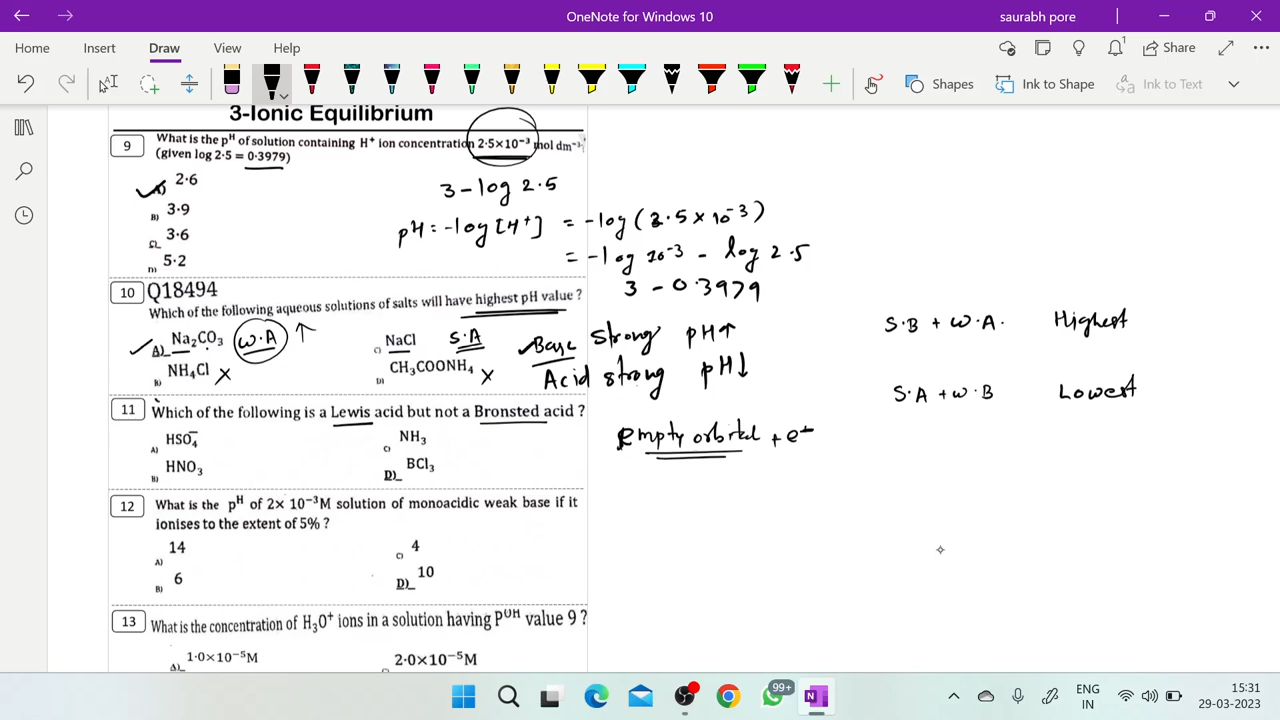 OneNote for Windows 10
saurabh pore
Home Insert Draw View Help
Share
Shapes
Ink to Shape
Ink to Text
3-Ionic Equilibrium
9 What is the pᴴ of solution containing H⁺ ion concentration 2·5×10⁻³ mol dm⁻³
(given log 2·5 = 0·3979)
A) 2·6
B) 3·9
C) 3·6
D) 5·2
3 - log 2·5
pH = -log [H⁺] = -log (2·5 × 10⁻³)
= -log 10⁻³ - log 2·5
3 - 0·3979
10 Q18494
Which of the following aqueous solutions of salts will have highest pH value ?
A) Na₂CO₃ W·A ↑
C) NaCl S·A
B) NH₄Cl X
D) CH₃COONH₄ X
Base strong pH↑
Acid strong pH↓
S·B + W·A· Highest
S·A + W·B Lowest
11 Which of the following is a Lewis acid but not a Bronsted acid ?
A) HSO₄⁻
C) NH₃
B) HNO₃
D) BCl₃
Empty orbital + e⁻
12 What is the pᴴ of 2× 10⁻³M solution of monoacidic weak base if it
ionises to the extent of 5% ?
A) 14
C) 4
B) 6
D) 10
13 What is the concentration of H₃O⁺ ions in a solution having Pᴼᴴ value 9 ?
A) 1·0×10⁻⁵M
2·0×10⁻⁵M
99+
ENG
IN
15:31
29-03-2023